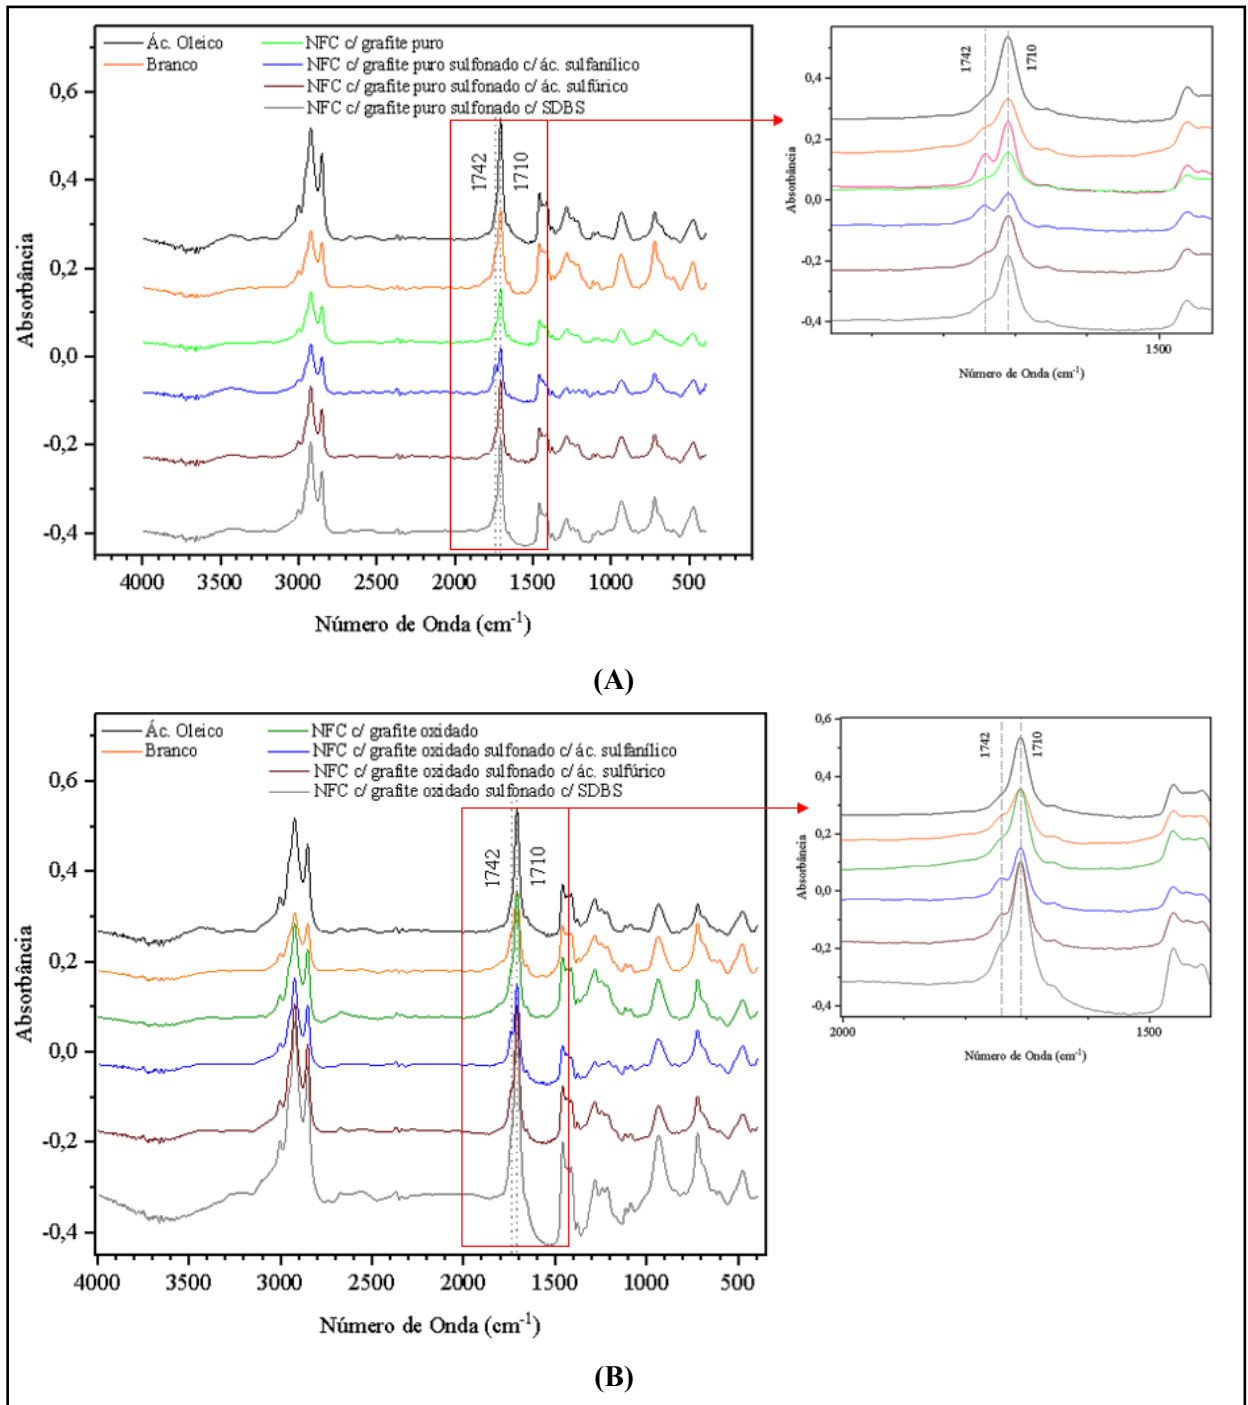 Ác. Oleico
Branco
NFC c/ grafite puro
NFC c/ grafite puro sulfonado c/ ác. sulfanílico
NFC c/ grafite puro sulfonado c/ ác. sulfúrico
NFC c/ grafite puro sulfonado c/ SDBS
0,6
0,4
0,2
0,0
-0,2
-0,4
Absorbância
1742
1710
4000 3500 3000 2500 2000 1500 1000 500
Número de Onda (cm-1)
0,4
0,2
0,0
-0,2
-0,4
Absorbância
1742
1710
1500
Número de Onda (cm-1)
(A)
Ác. Oleico
Branco
NFC c/ grafite oxidado
NFC c/ grafite oxidado sulfonado c/ ác. sulfanílico
NFC c/ grafite oxidado sulfonado c/ ác. sulfúrico
NFC c/ grafite oxidado sulfonado c/ SDBS
0,6
0,4
0,2
0,0
-0,2
-0,4
Absorbância
1742
1710
4000 3500 3000 2500 2000 1500 1000 500
Número de Onda (cm-1)
0,6
0,4
0,2
0,0
-0,2
-0,4
Absorbância
1742
1710
2000 1500
Número de Onda (cm-1)
(B)